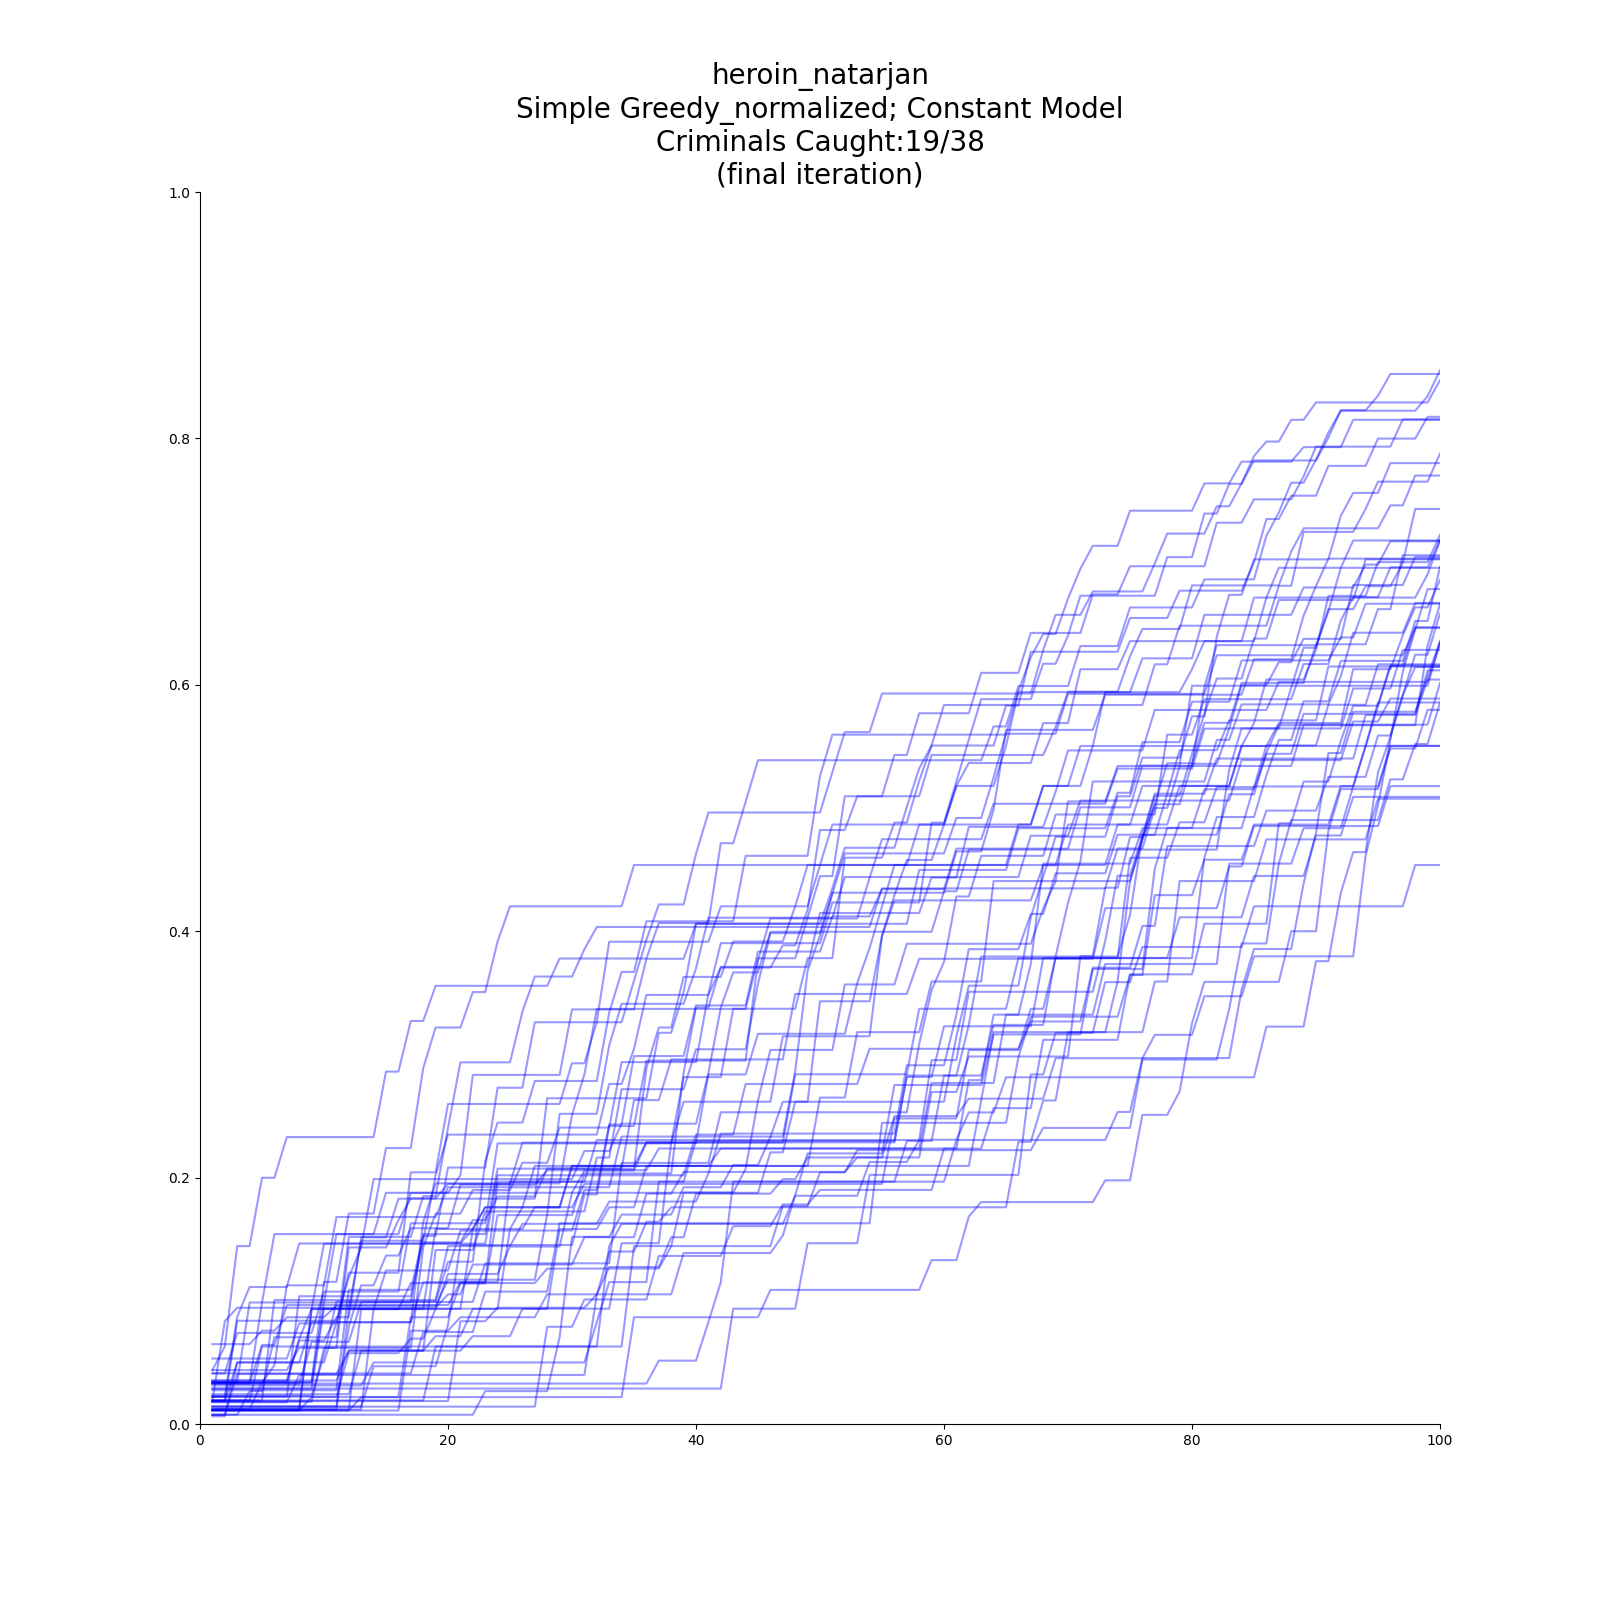 heroin_natarjan
Simple Greedy_normalized; Constant Model
Criminals Caught:19/38
(final iteration)
1.0
0.8
0.6
0.4
0.2
0.0
0 20 40 60 80 100